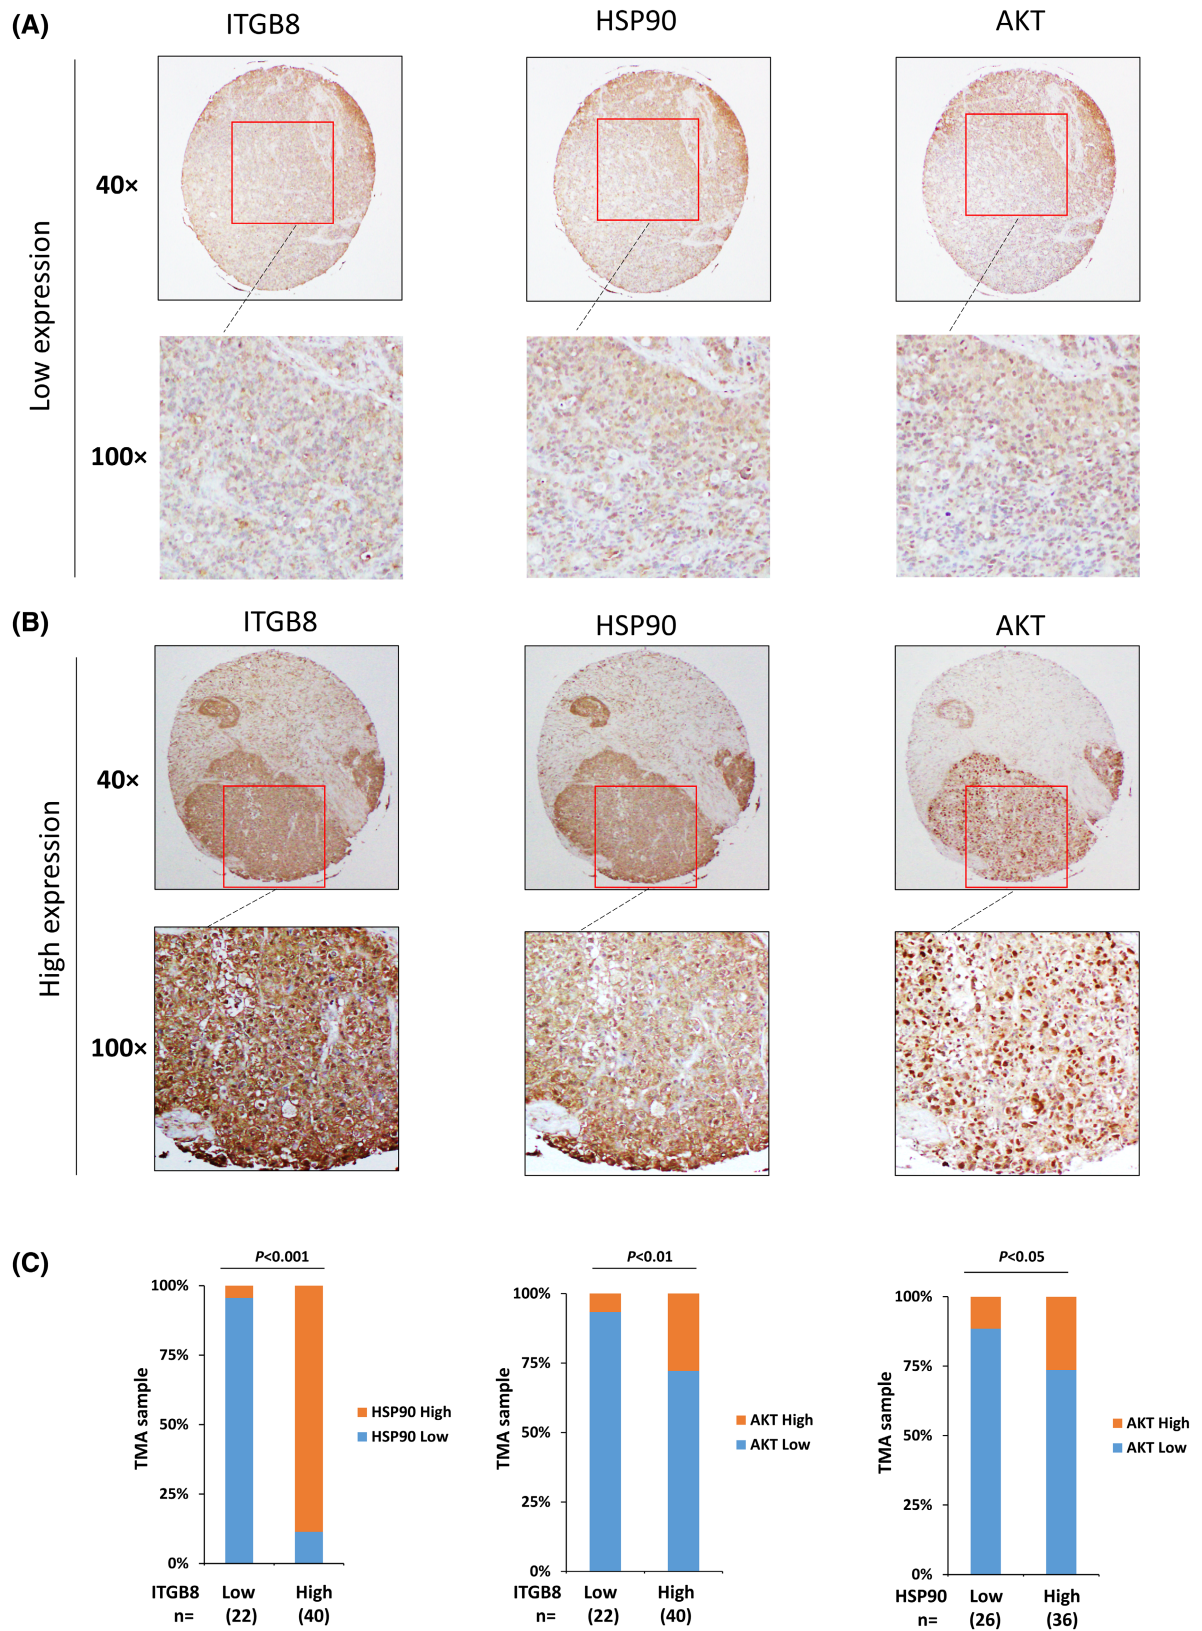 (A)
ITGB8 HSP90 AKT
Low expression
40×
100×
(B)
ITGB8 HSP90 AKT
High expression
40×
100×
(C)
P<0.001
100%
75%
50%
25%
0%
TMA sample
HSP90 High
HSP90 Low
ITGB8 Low High
n= (22) (40)
P<0.01
100%
75%
50%
25%
0%
TMA sample
AKT High
AKT Low
ITGB8 Low High
n= (22) (40)
P<0.05
100%
75%
50%
25%
0%
TMA sample
AKT High
AKT Low
HSP90 Low High
n= (26) (36)